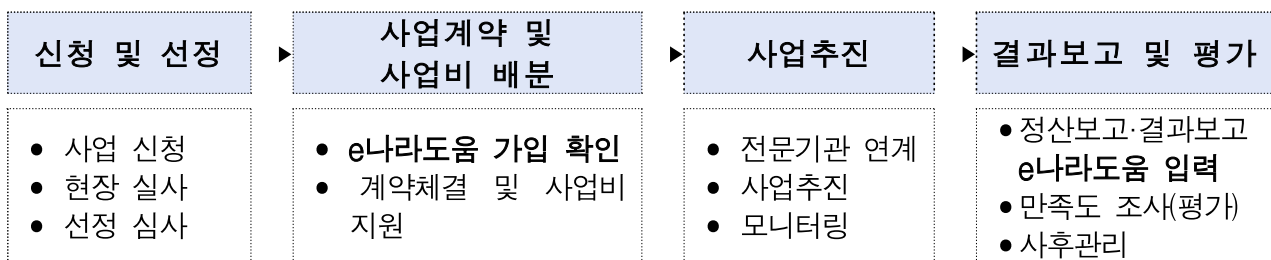 신청 및 선정
사업계약 및
사업비 배분
사업추진
결과보고 및 평가
● 사업 신청
● 현장 실사
● 선정 심사
● e나라도움 가입 확인
● 계약체결 및 사업비
지원
● 전문기관 연계
● 사업추진
● 모니터링
● 정산보고·결과보고
e나라도움 입력
● 만족도 조사(평가)
● 사후관리